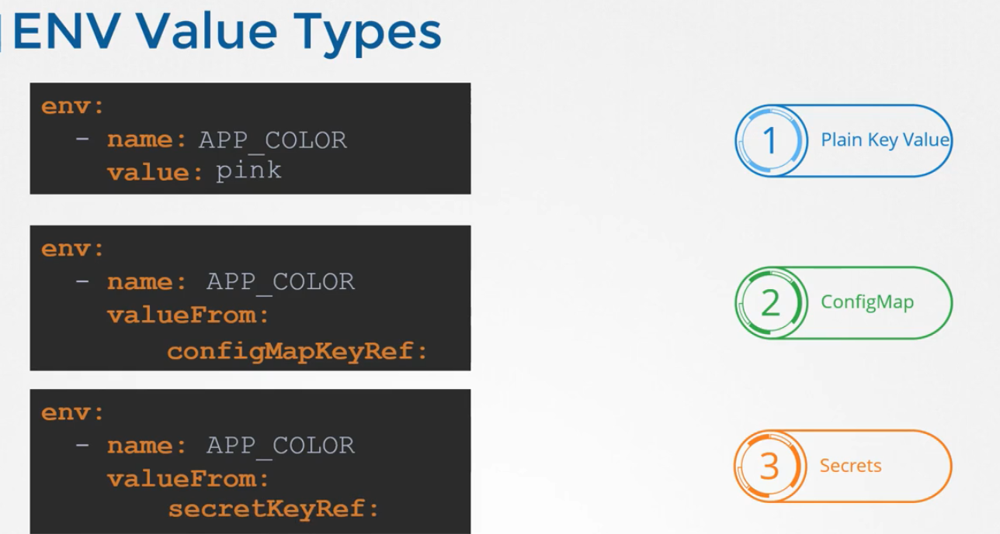 ENV Value Types
env:
- name: APP_COLOR
value: pink
1 Plain Key Value
env:
- name: APP_COLOR
valueFrom:
configMapKeyRef:
2 ConfigMap
env:
- name: APP_COLOR
valueFrom:
secretKeyRef:
3 Secrets